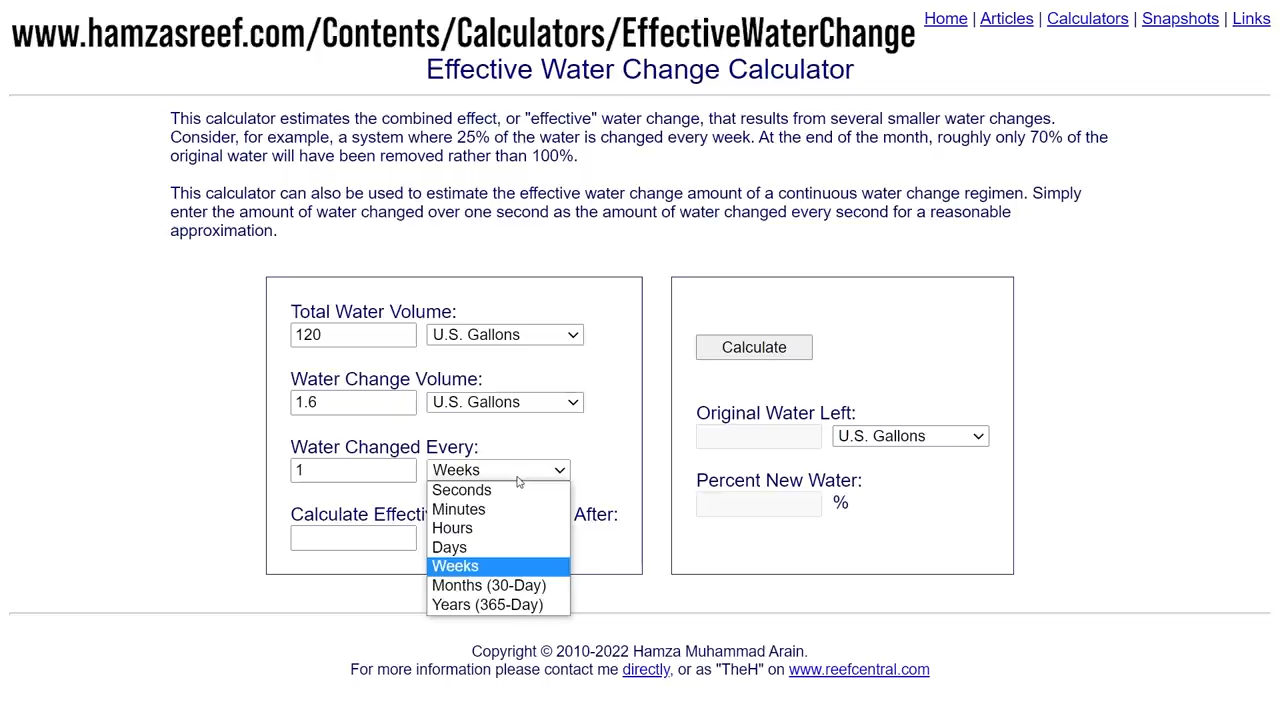 www.hamzasreef.com/Contents/Calculators/EffectiveWaterChange
Home | Articles | Calculators | Snapshots | Links
Effective Water Change Calculator
This calculator estimates the combined effect, or "effective" water change, that results from several smaller water changes.
Consider, for example, a system where 25% of the water is changed every week. At the end of the month, roughly only 70% of the
original water will have been removed rather than 100%.
This calculator can also be used to estimate the effective water change amount of a continuous water change regimen. Simply
enter the amount of water changed over one second as the amount of water changed every second for a reasonable
approximation.
Total Water Volume:
120 U.S. Gallons
Water Change Volume:
1.6 U.S. Gallons
Water Changed Every:
1 Weeks
Seconds
Minutes
Hours
Days
Weeks
Months (30-Day)
Years (365-Day)
Calculate Effecti After:
Calculate
Original Water Left:
U.S. Gallons
Percent New Water:
%
Copyright © 2010-2022 Hamza Muhammad Arain.
For more information please contact me directly, or as "TheH" on www.reefcentral.com